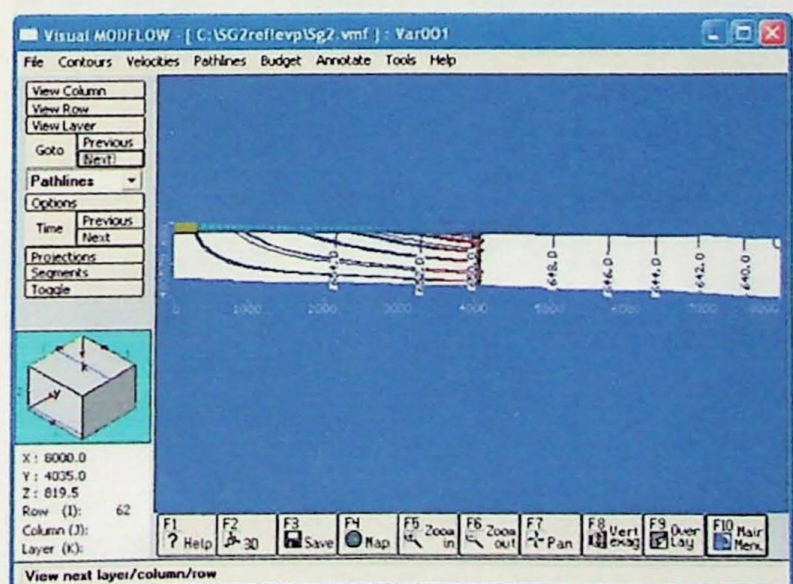 Visual MODFLOW - [ C:\SG2reflevp\Sg2.vmf ] : Var001
File Contours Velocities Pathlines Budget Annotate Tools Help
View Column
View Row
View Layer
Goto Previous
Next
Pathlines
Options
Time Previous
Next
Projections
Segments
Toggle
648.0 646.0 644.0 642.0 640.0
0 1000 2000 3000 4000 5000 6000 7000 8000
X : 8000.0
Y : 4035.0
Z : 819.5
Row (I): 62
Column (J):
Layer (K):
F1 ? Help F2 3D F3 Save F4 Map F5 Zoom in F6 Zoom out F7 Pan F8 Vert exag F9 Over Lay F10 Main Menu
View next layer/column/row